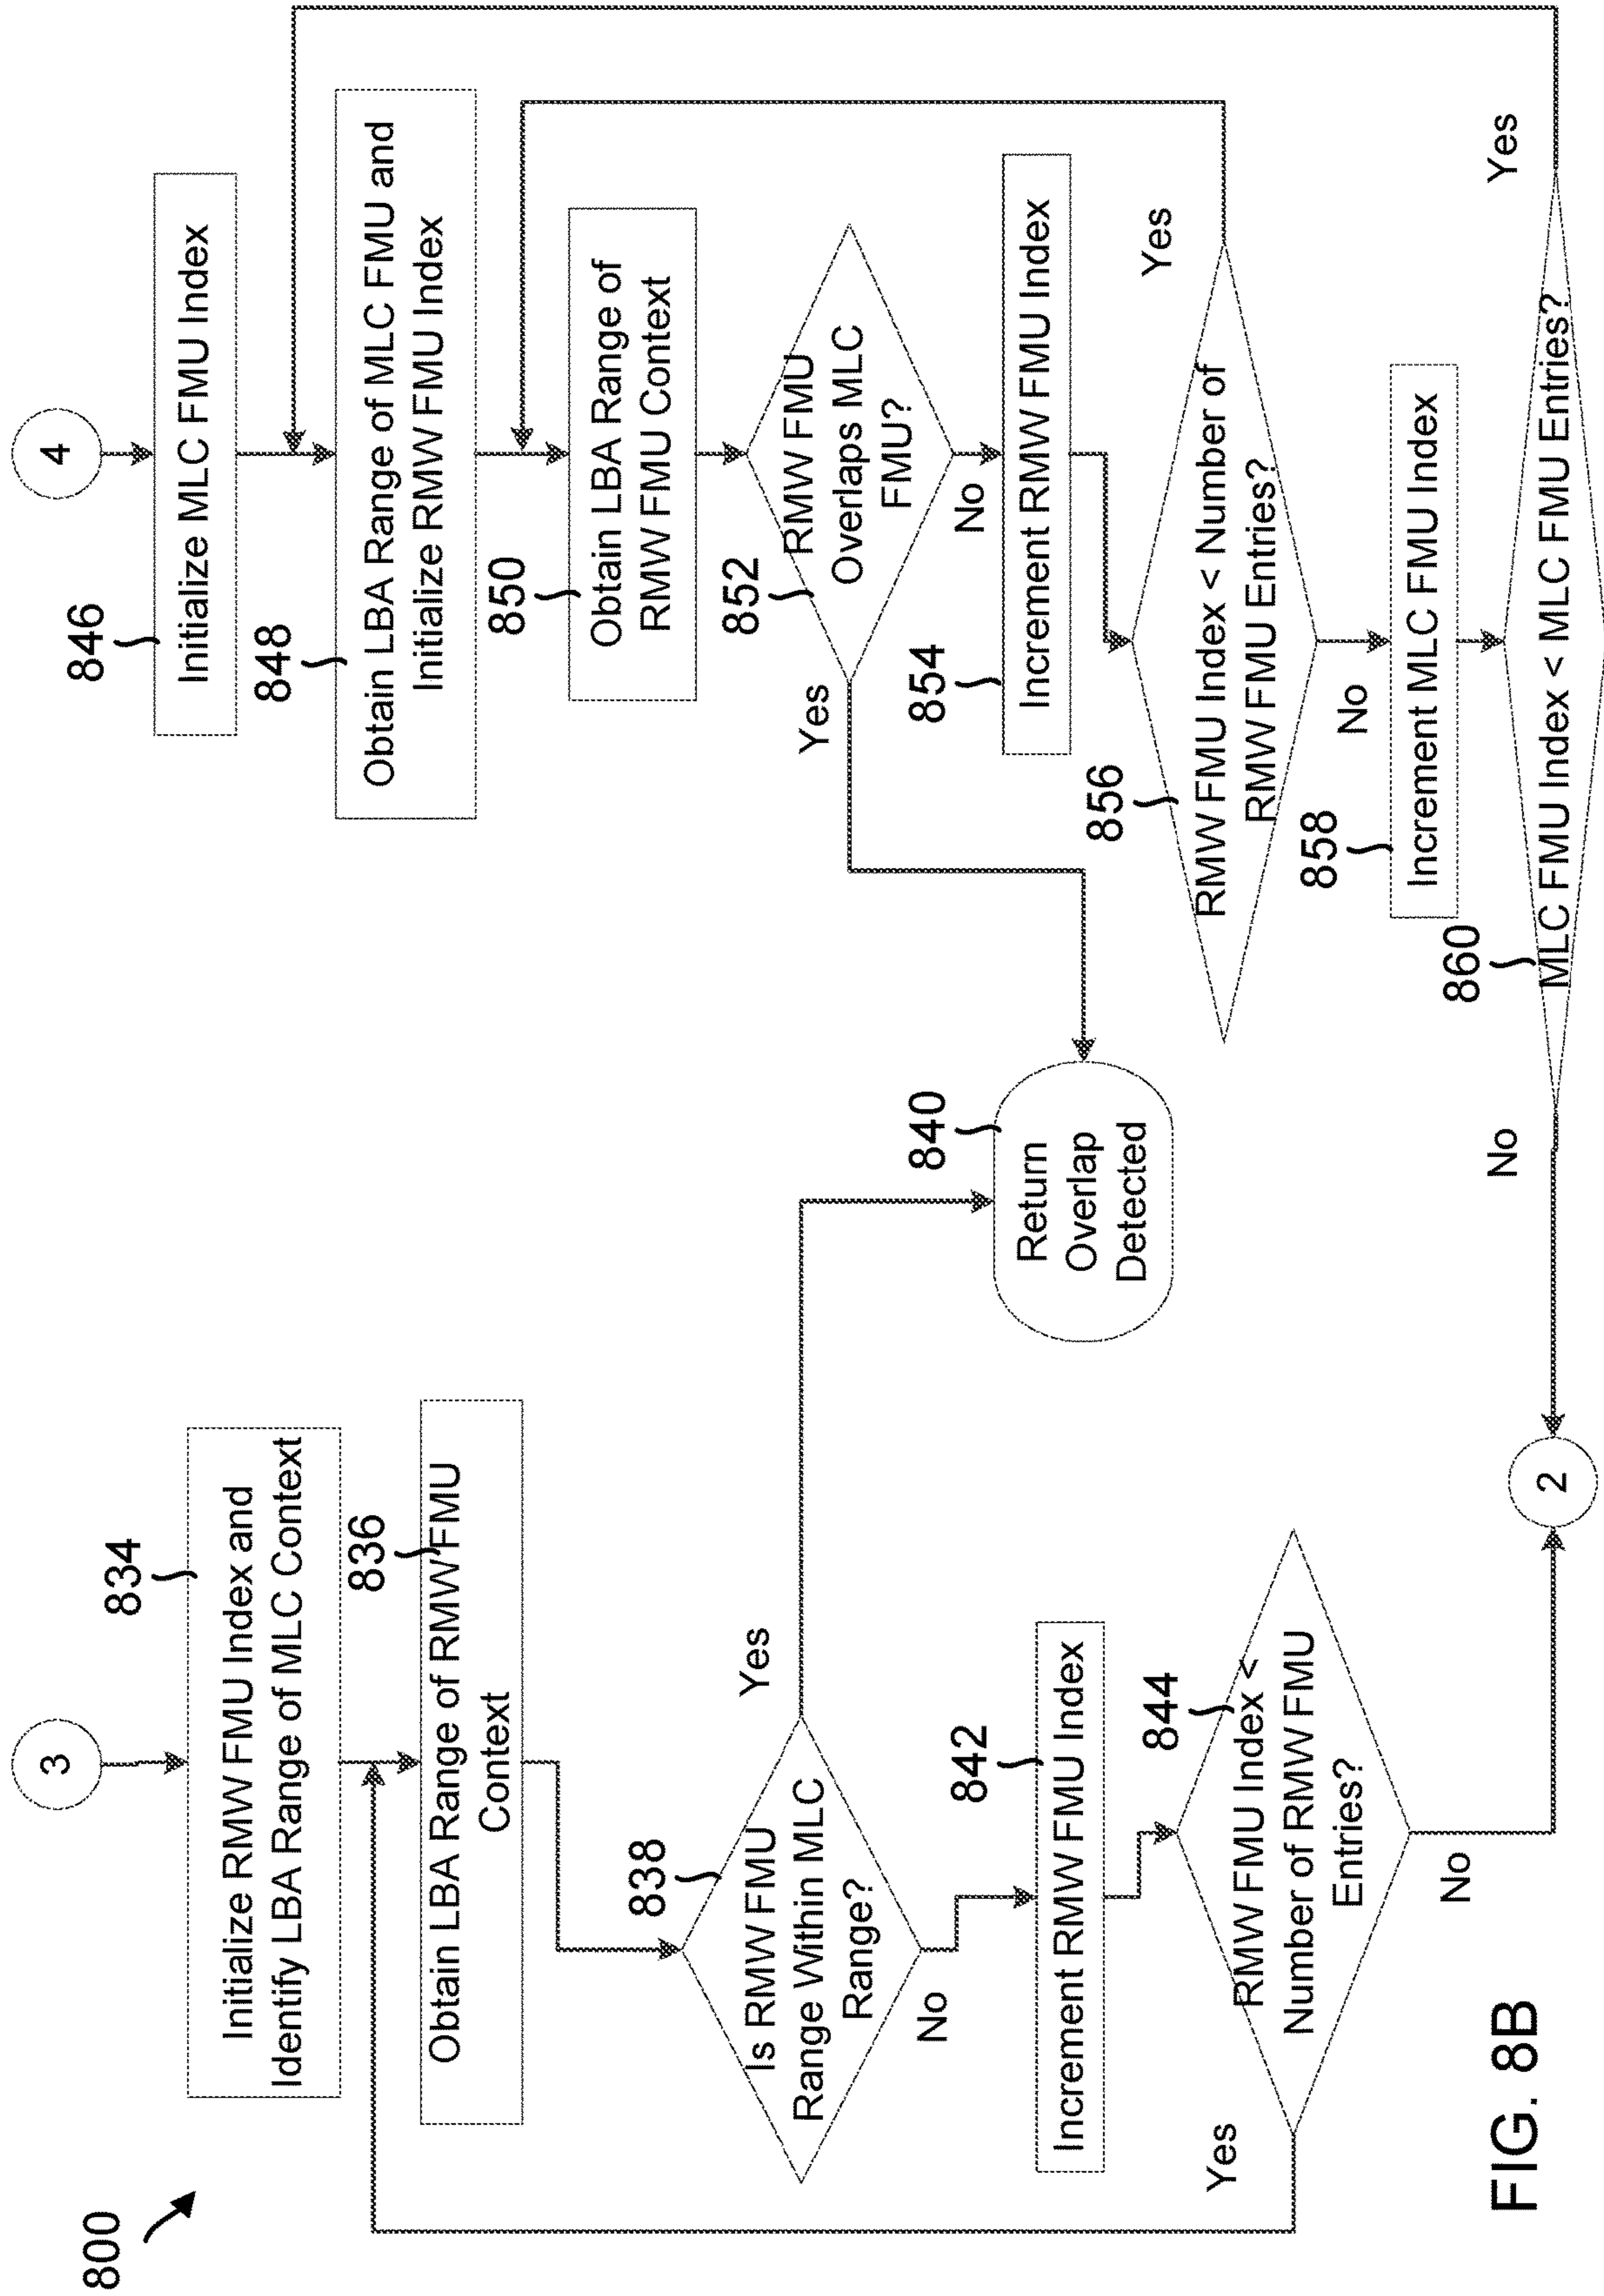 800
3
834
Initialize RMW FMU Index and
Identify LBA Range of MLC Context
836
Obtain LBA Range of RMW FMU
Context
838
Is RMW FMU
Range Within MLC
Range?
Yes
No
842
Increment RMW FMU Index
844
RMW FMU Index <
Number of RMW FMU
Entries?
Yes
No
2
840
Return
Overlap
Detected
4
846
Initialize MLC FMU Index
848
Obtain LBA Range of MLC FMU and
Initialize RMW FMU Index
850
Obtain LBA Range of
RMW FMU Context
852
RMW FMU
Overlaps MLC
FMU?
Yes
No
854
Increment RMW FMU Index
856
RMW FMU Index < Number of
RMW FMU Entries?
Yes
No
858
Increment MLC FMU Index
860
MLC FMU Index < MLC FMU Entries?
Yes
No
FIG. 8B